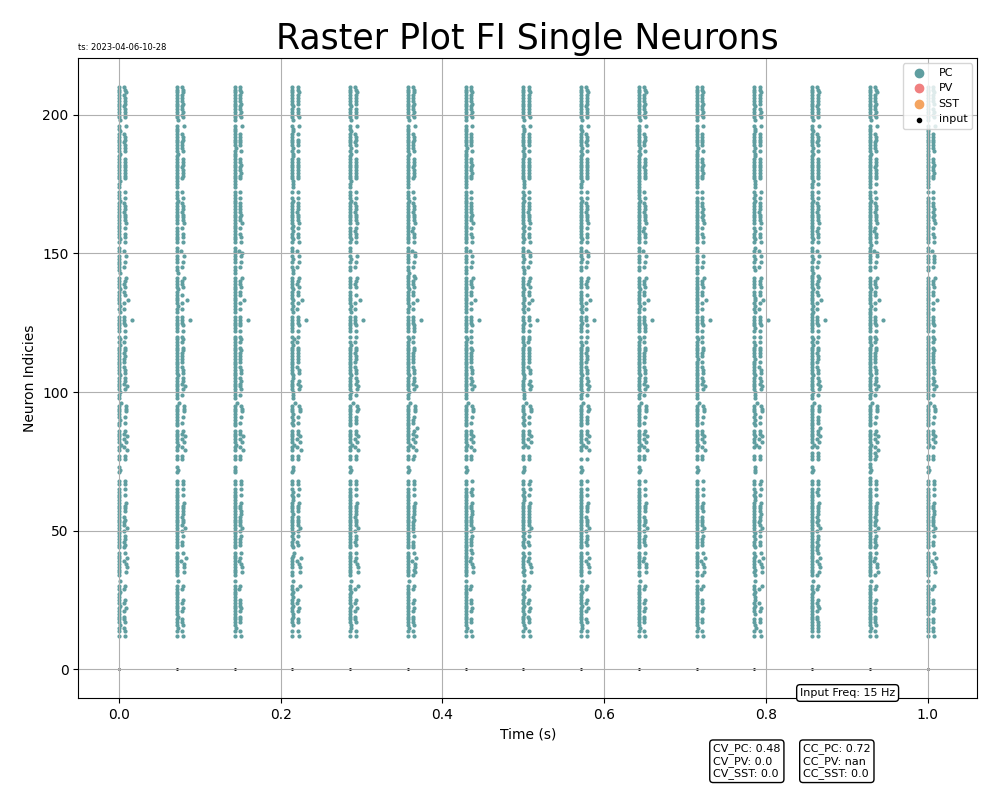 Raster Plot FI Single Neurons
ts: 2023-04-06-10-28
PC
PV
SST
input
200
150
100
50
0
Neuron Indicies
0.0 0.2 0.4 0.6 0.8 1.0
Time (s)
Input Freq: 15 Hz
CV_PC: 0.48
CV_PV: 0.0
CV_SST: 0.0
CC_PC: 0.72
CC_PV: nan
CC_SST: 0.0